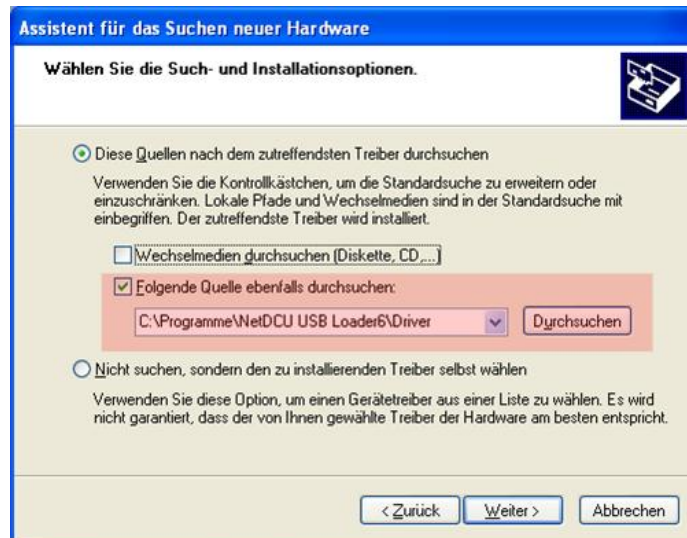 Assistent für das Suchen neuer Hardware
Wählen Sie die Such- und Installationsoptionen.
Diese Quellen nach dem zutreffendsten Treiber durchsuchen
Verwenden Sie die Kontrollkästchen, um die Standardsuche zu erweitern oder
einzuschränken. Lokale Pfade und Wechselmedien sind in der Standardsuche mit
einbegriffen. Der zutreffendste Treiber wird installiert.
Wechselmedien durchsuchen (Diskette, CD,...)
Folgende Quelle ebenfalls durchsuchen:
C:\Programme\NetDCU USB Loader6\Driver
Durchsuchen
Nicht suchen, sondern den zu installierenden Treiber selbst wählen
Verwenden Sie diese Option, um einen Gerätetreiber aus einer Liste zu wählen. Es wird
nicht garantiert, dass der von Ihnen gewählte Treiber der Hardware am besten entspricht.
< Zurück Weiter > Abbrechen